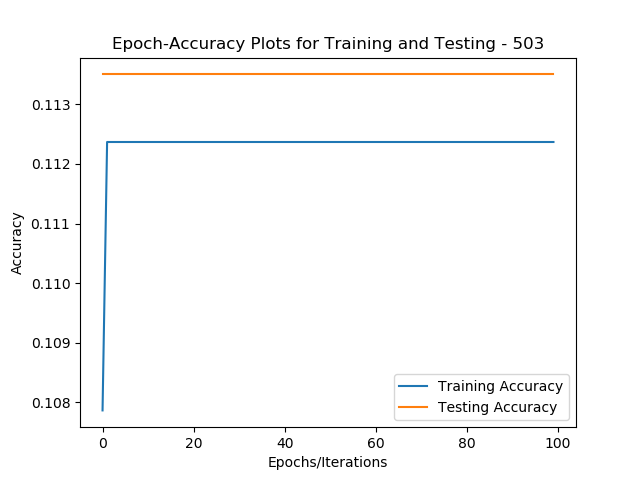 Epoch-Accuracy Plots for Training and Testing - 503
Accuracy
0.113
0.112
0.111
0.110
0.109
0.108
0 20 40 60 80 100
Epochs/Iterations
Training Accuracy
Testing Accuracy